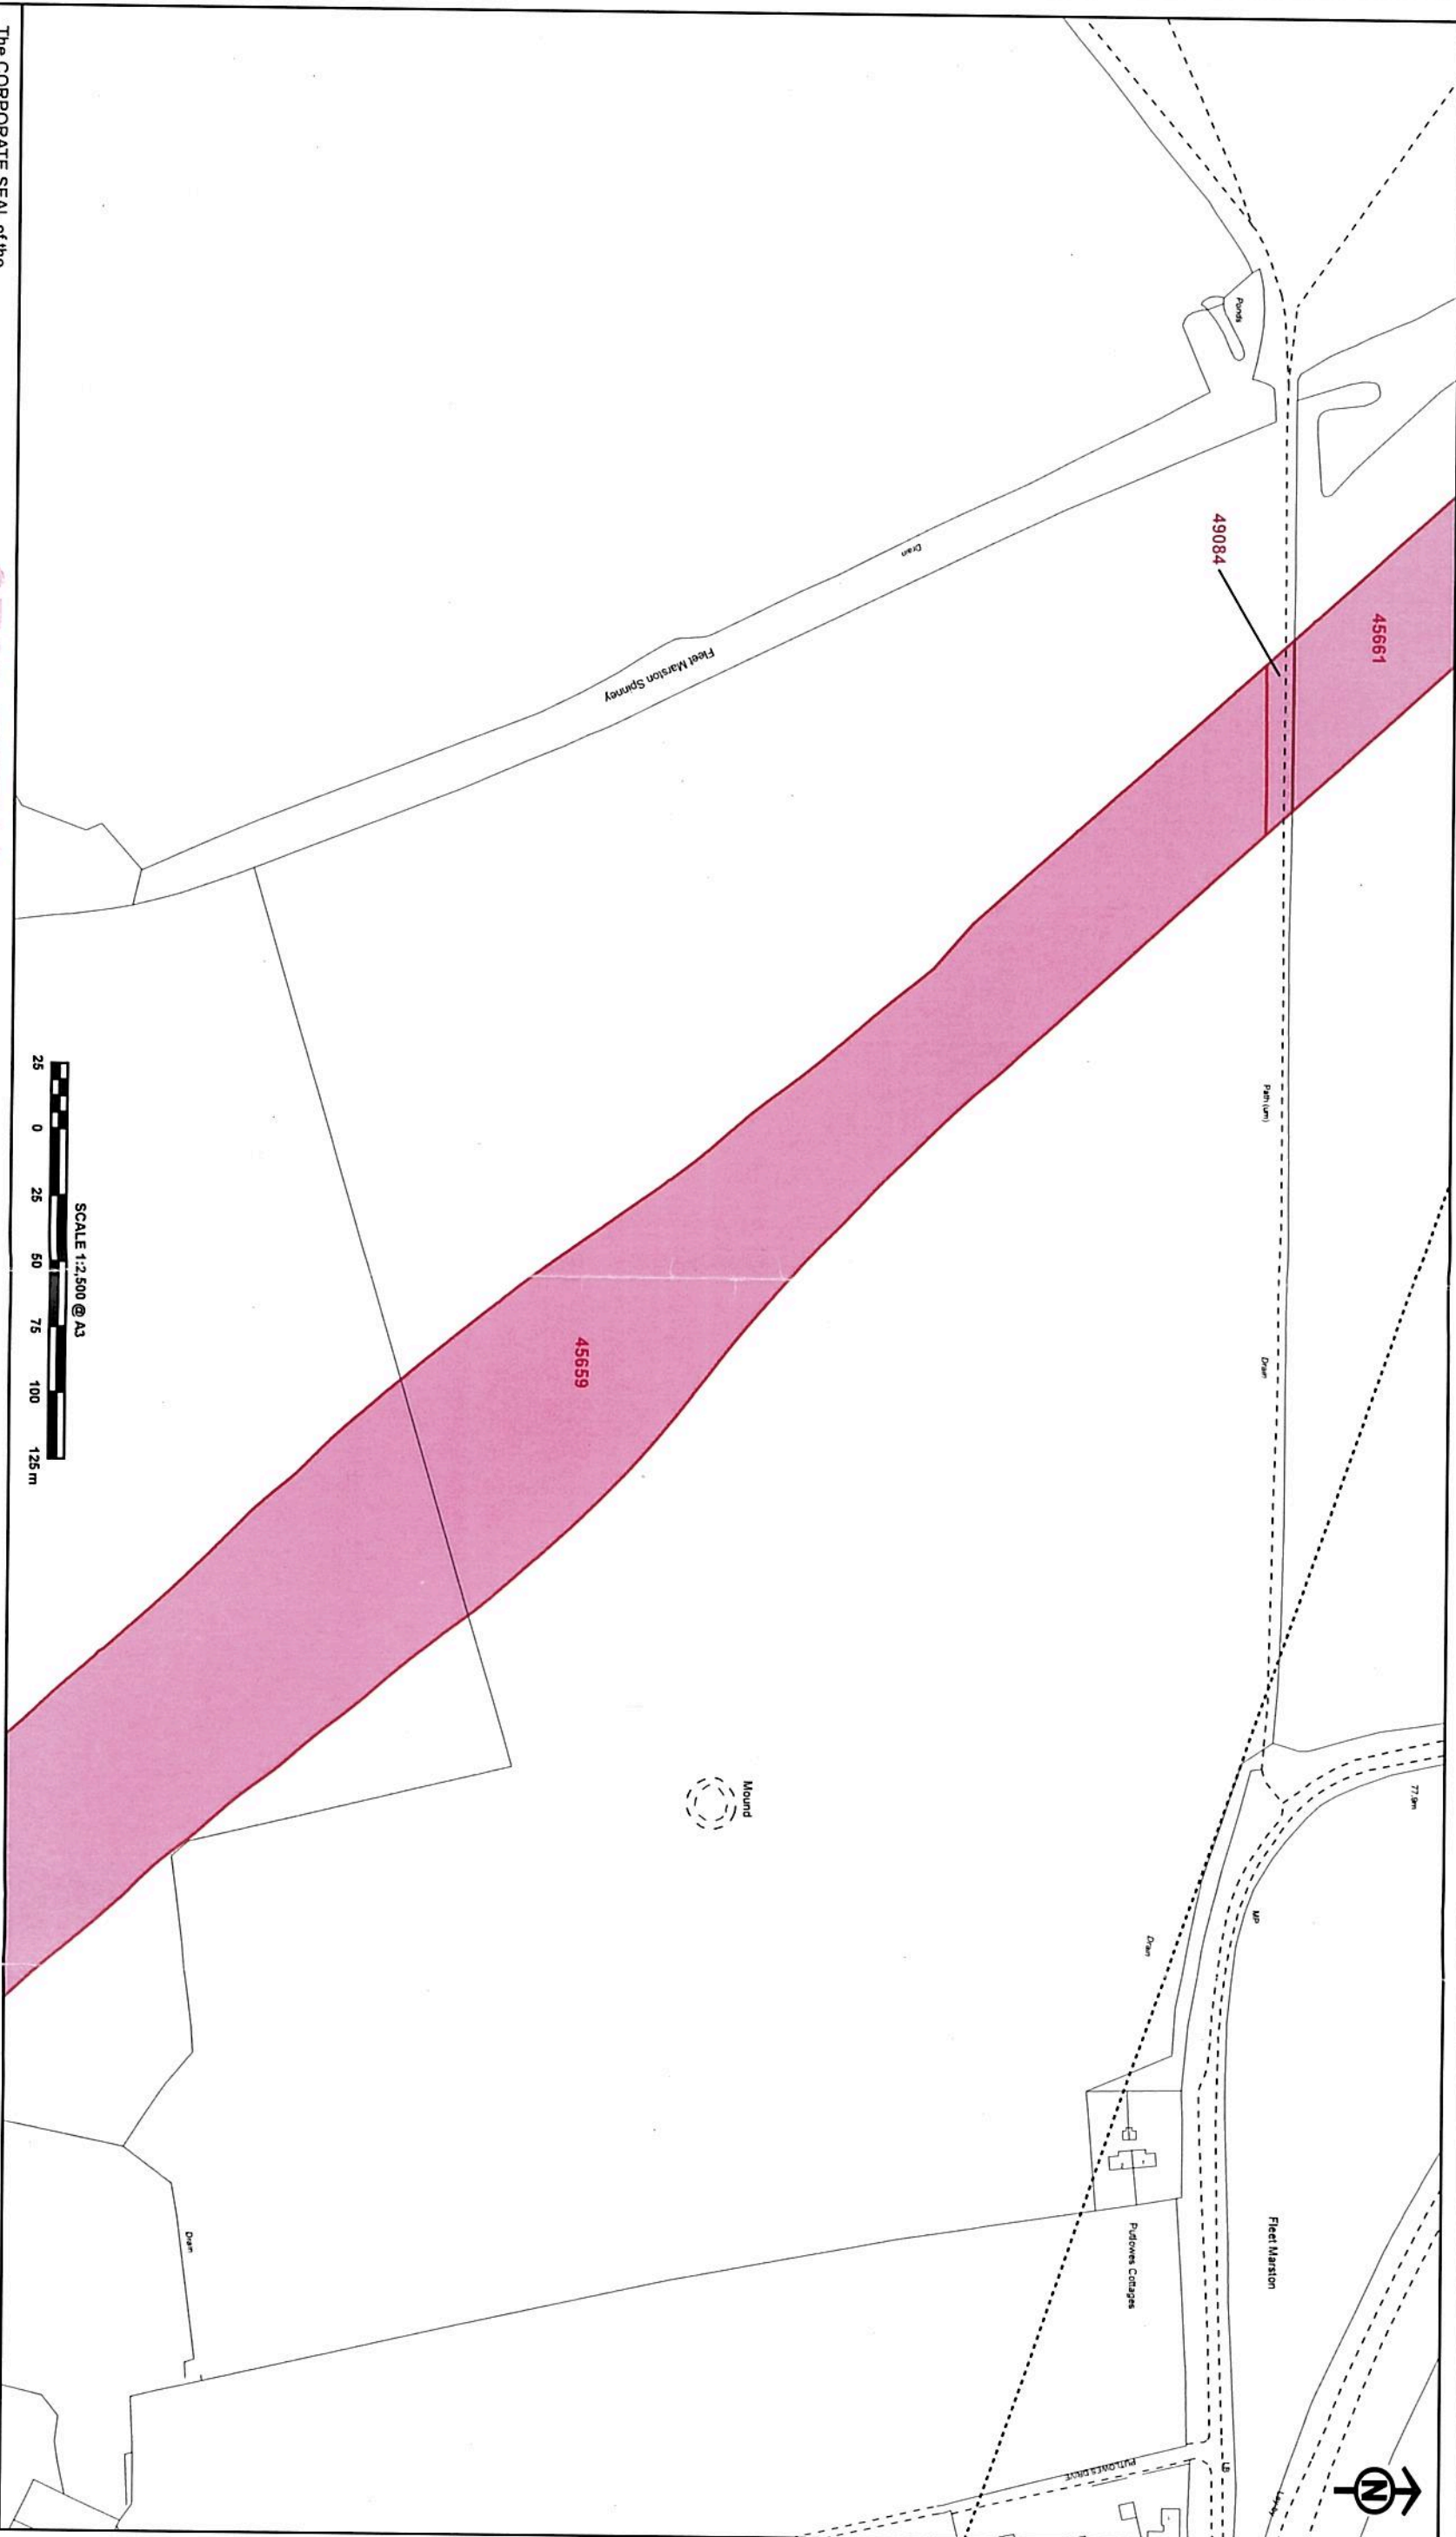 77.9m
45661
Ponds
MP
Fleet Marston
LB
Lay-by
49084
Path (um)
Drain
Drain
Putlowes Cottages
PUTLOWES DRIVE
Drain
Fleet Marston Spinney
Mound
45659
Drain
N
SCALE 1:2,500 @ A3
25 0 25 50 75 100 125 m
The CORPORATE SEAL of the